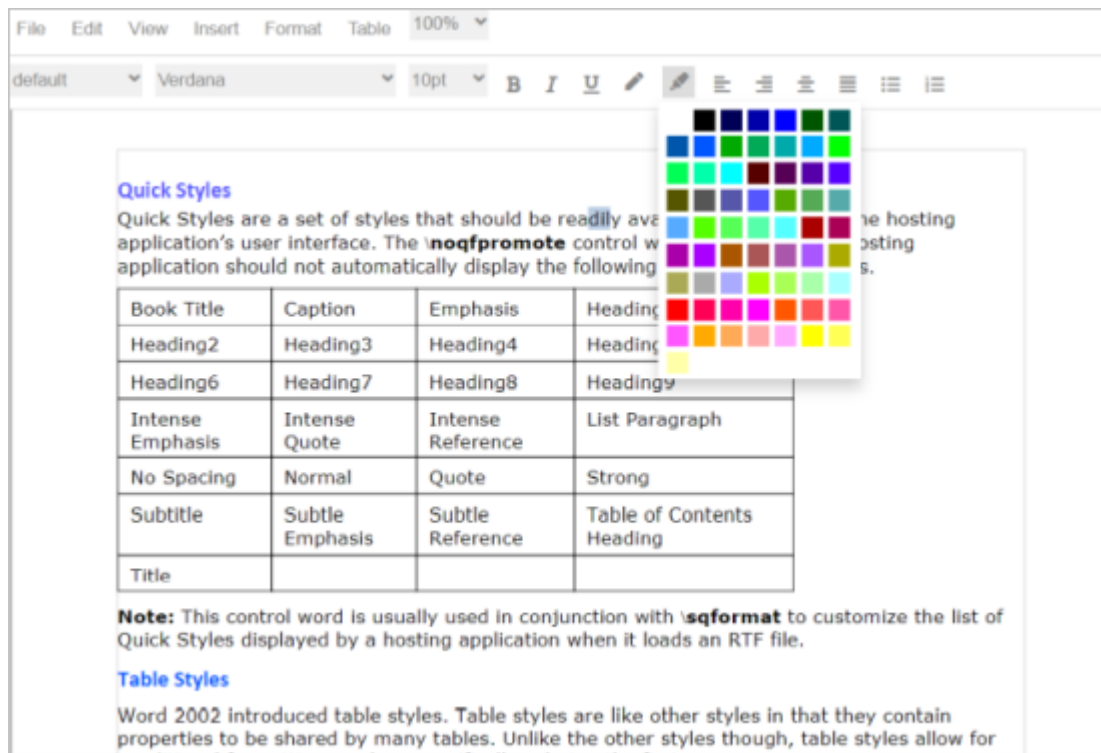 File Edit View Insert Format Table 100%
default Verdana 10pt B I U
Quick Styles
Quick Styles are a set of styles that should be readily ava ne hosting
application's user interface. The \noqfpromote control w osting
application should not automatically display the following s.
Book Title Caption Emphasis Heading
Heading2 Heading3 Heading4 Heading
Heading6 Heading7 Heading8 Heading9
Intense Emphasis Intense Quote Intense Reference List Paragraph
No Spacing Normal Quote Strong
Subtitle Subtle Emphasis Subtle Reference Table of Contents Heading
Title
Note: This control word is usually used in conjunction with \sqformat to customize the list of
Quick Styles displayed by a hosting application when it loads an RTF file.
Table Styles
Word 2002 introduced table styles. Table styles are like other styles in that they contain
properties to be shared by many tables. Unlike the other styles though, table styles allow for